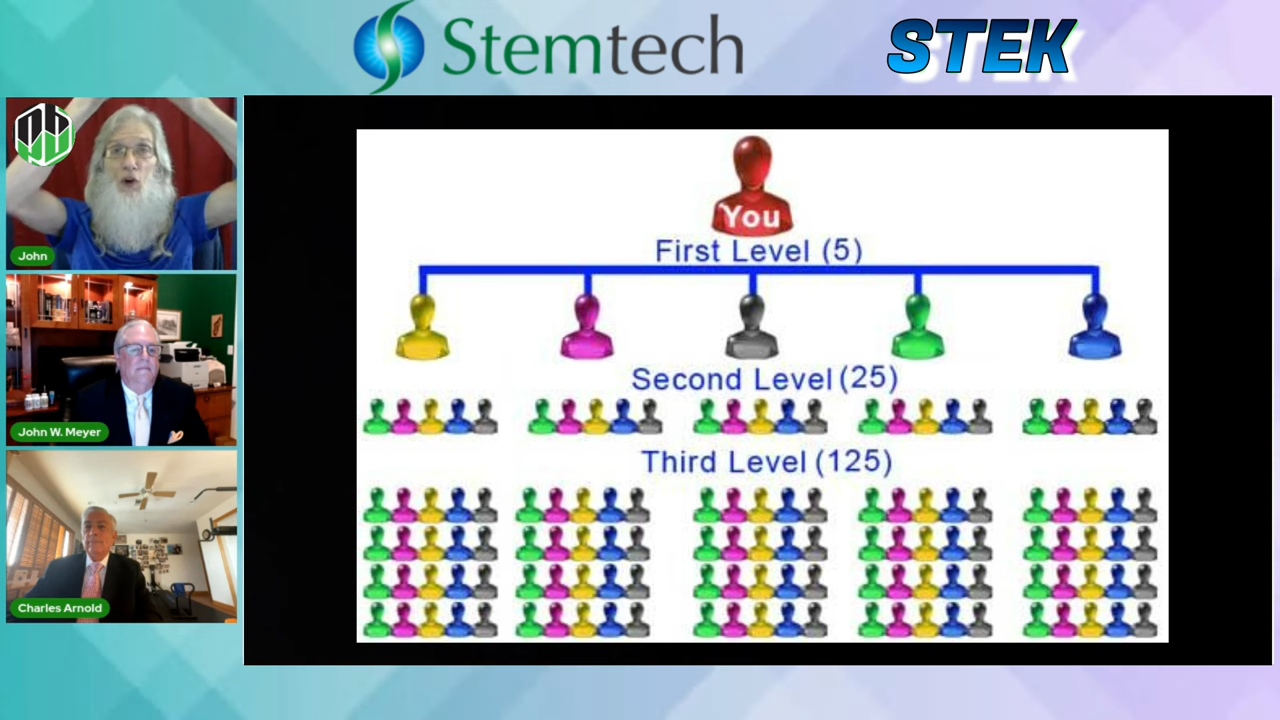 Stemtech
STEK
John
John W. Meyer
Charles Arnold
You
First Level (5)
Second Level (25)
Third Level (125)